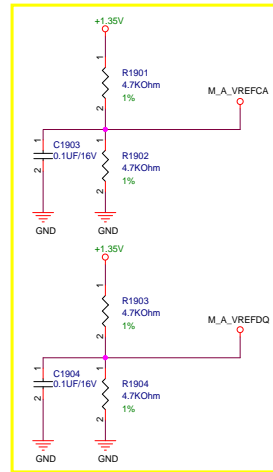 +1.35V
1
R1901
4.7KOhm
1%
2
M_A_VREFCA
1
C1903
0.1UF/16V
2
1
R1902
4.7KOhm
1%
2
GND
GND
+1.35V
1
R1903
4.7KOhm
1%
2
M_A_VREFDQ
1
C1904
0.1UF/16V
2
1
R1904
4.7KOhm
1%
2
GND
GND